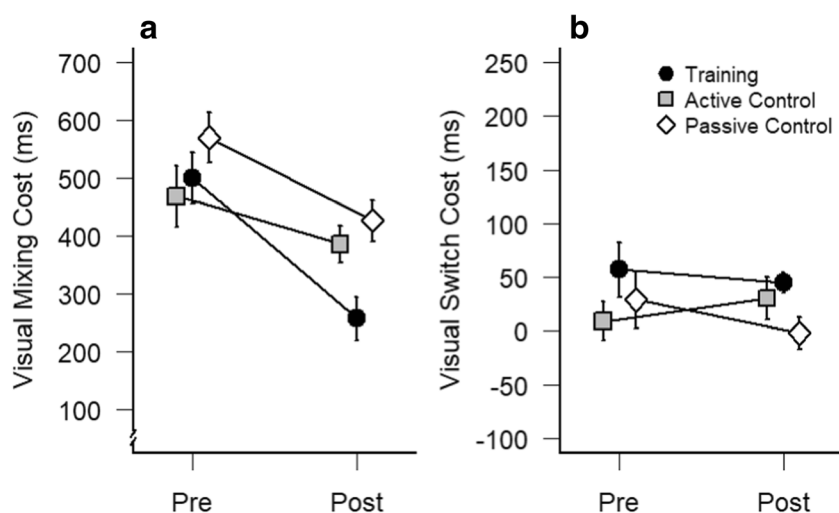 a
Visual Mixing Cost (ms)
700
600
500
400
300
200
100
Pre
Post
b
Visual Switch Cost (ms)
250
200
150
100
50
0
-50
-100
Training
Active Control
Passive Control
Pre
Post